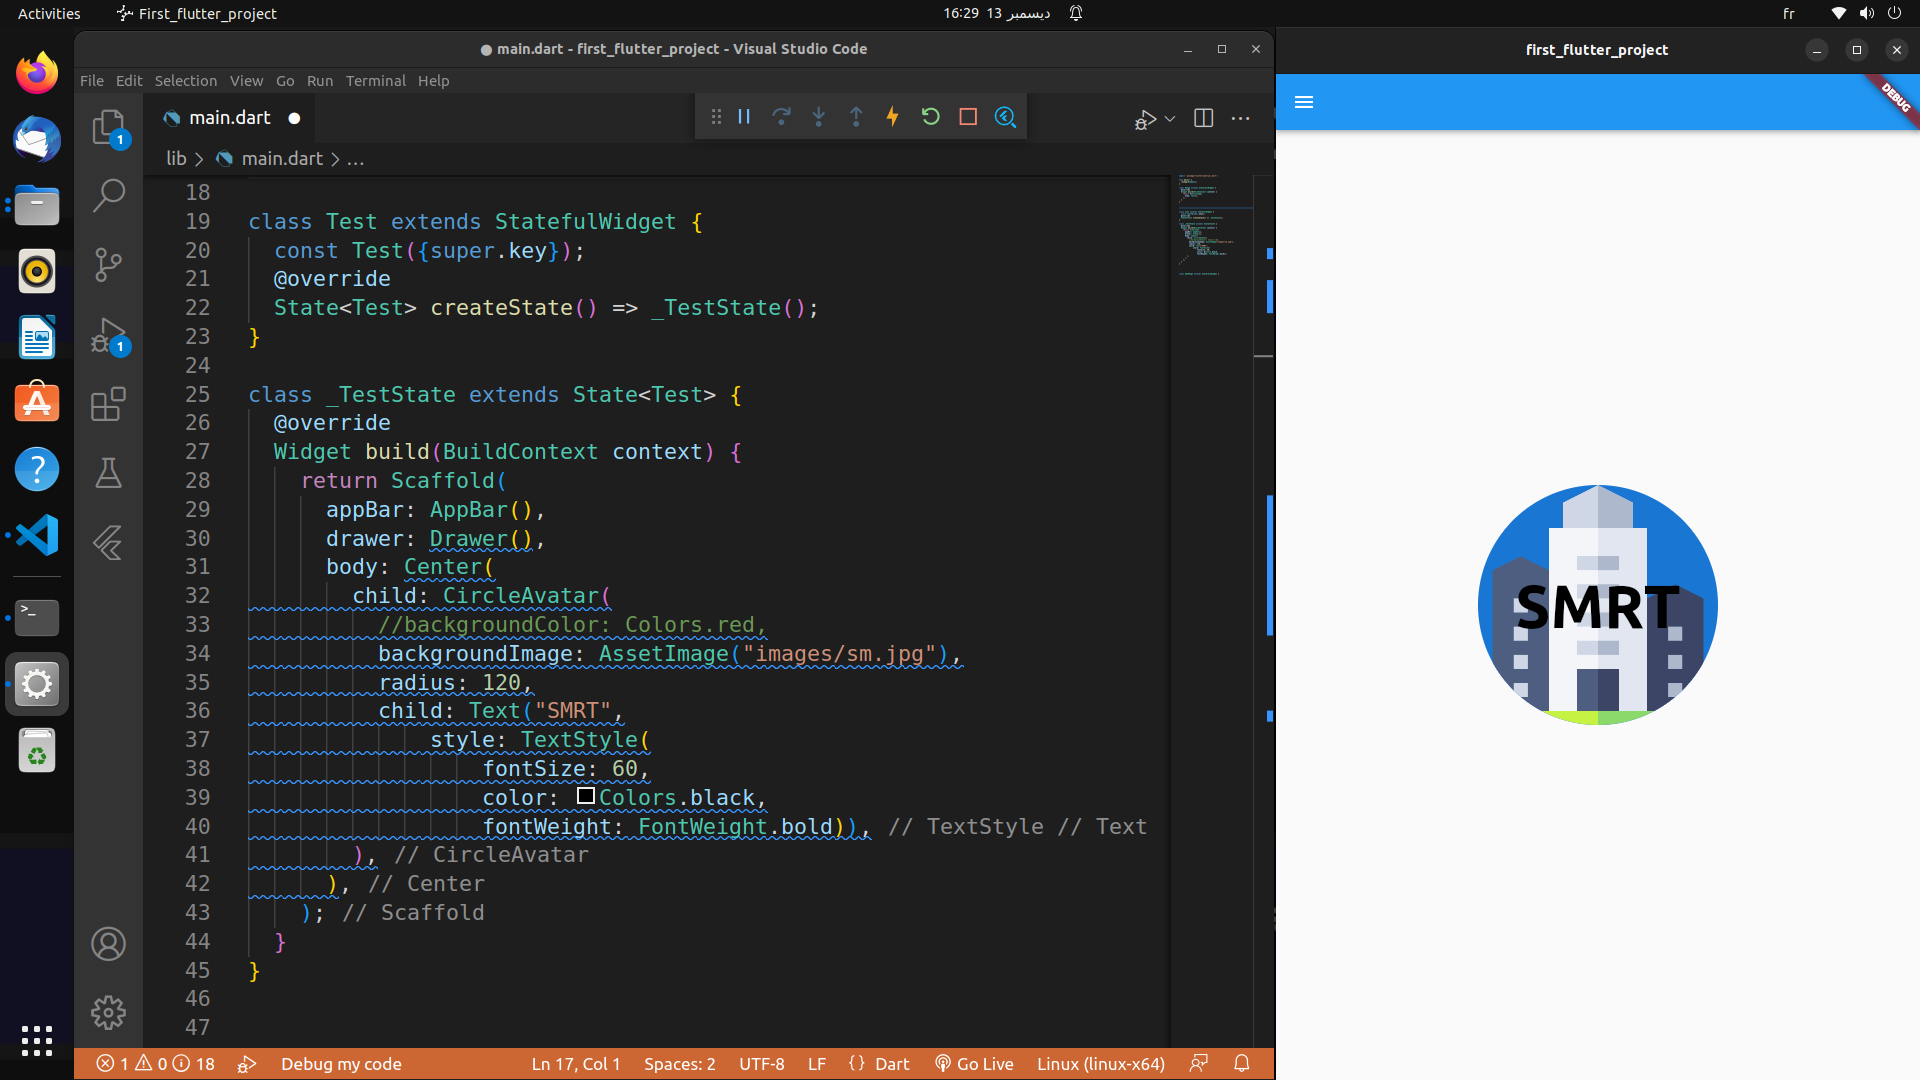 Activities
First_flutter_project
16:29 13 ديسمبر
fr
● main.dart - first_flutter_project - Visual Studio Code
File Edit Selection View Go Run Terminal Help
main.dart
lib > main.dart > ...
18
19 class Test extends StatefulWidget {
20 const Test({super.key});
21 @override
22 State<Test> createState() => _TestState();
23 }
24
25 class _TestState extends State<Test> {
26 @override
27 Widget build(BuildContext context) {
28 return Scaffold(
29 appBar: AppBar(),
30 drawer: Drawer(),
31 body: Center(
32 child: CircleAvatar(
33 //backgroundColor: Colors.red,
34 backgroundImage: AssetImage("images/sm.jpg"),
35 radius: 120,
36 child: Text("SMRT",
37 style: TextStyle(
38 fontSize: 60,
39 color: Colors.black,
40 fontWeight: FontWeight.bold)), // TextStyle // Text
41 ), // CircleAvatar
42 ), // Center
43 ); // Scaffold
44 }
45 }
46
47
1
1
1 0 18
Debug my code
Ln 17, Col 1
Spaces: 2
UTF-8
LF
{} Dart
Go Live
Linux (linux-x64)
first_flutter_project
DEBUG
SMRT